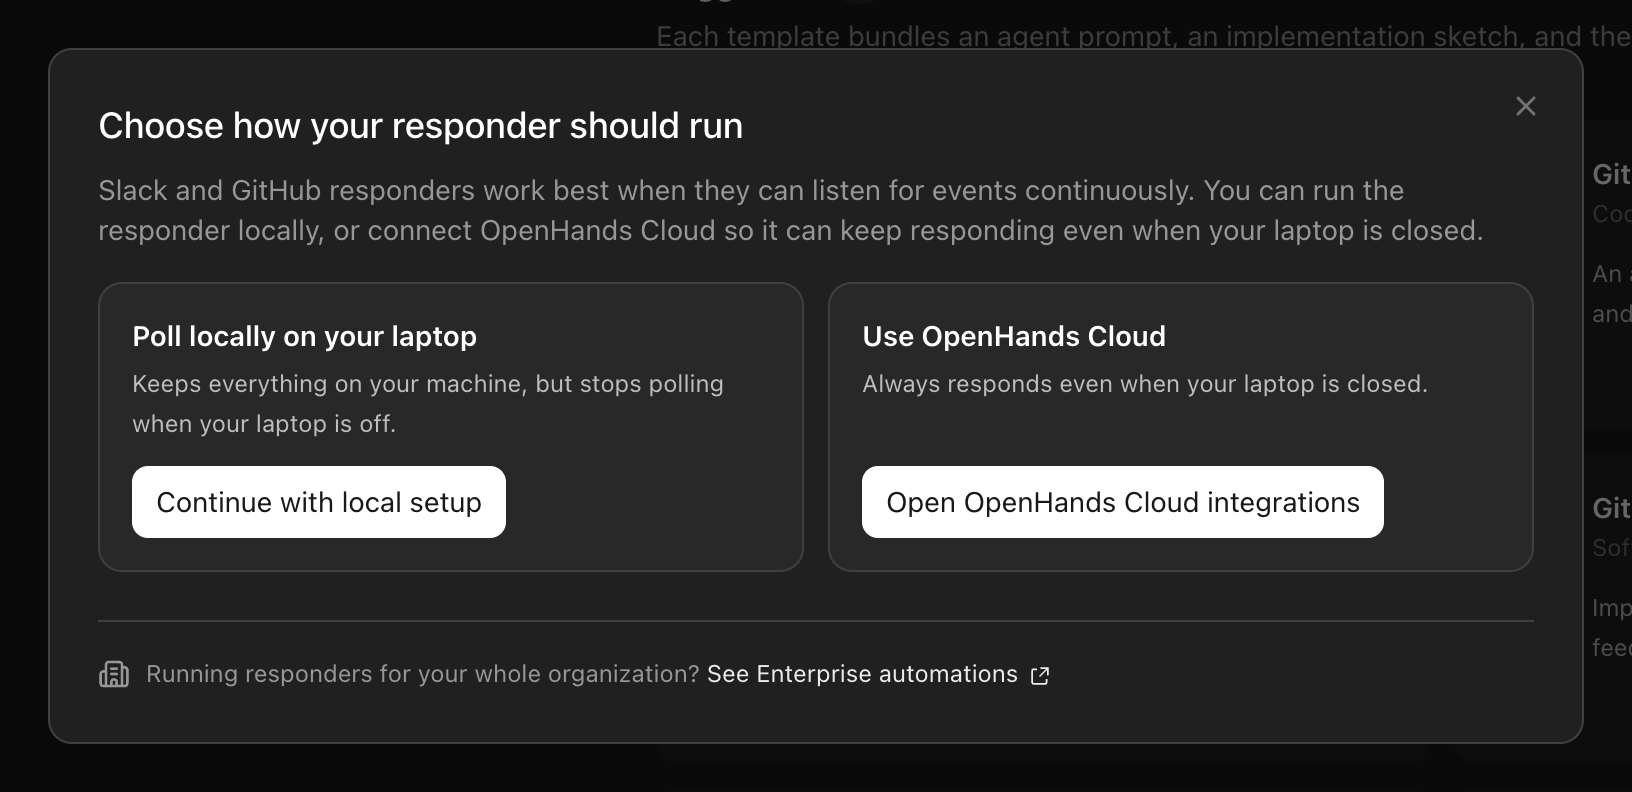 Each template bundles an agent prompt, an implementation sketch, and the
Choose how your responder should run
Slack and GitHub responders work best when they can listen for events continuously. You can run the
responder locally, or connect OpenHands Cloud so it can keep responding even when your laptop is closed.
Poll locally on your laptop
Keeps everything on your machine, but stops polling
when your laptop is off.
Continue with local setup
Use OpenHands Cloud
Always responds even when your laptop is closed.
Open OpenHands Cloud integrations
Running responders for your whole organization? See Enterprise automations
Git
An
and
Git